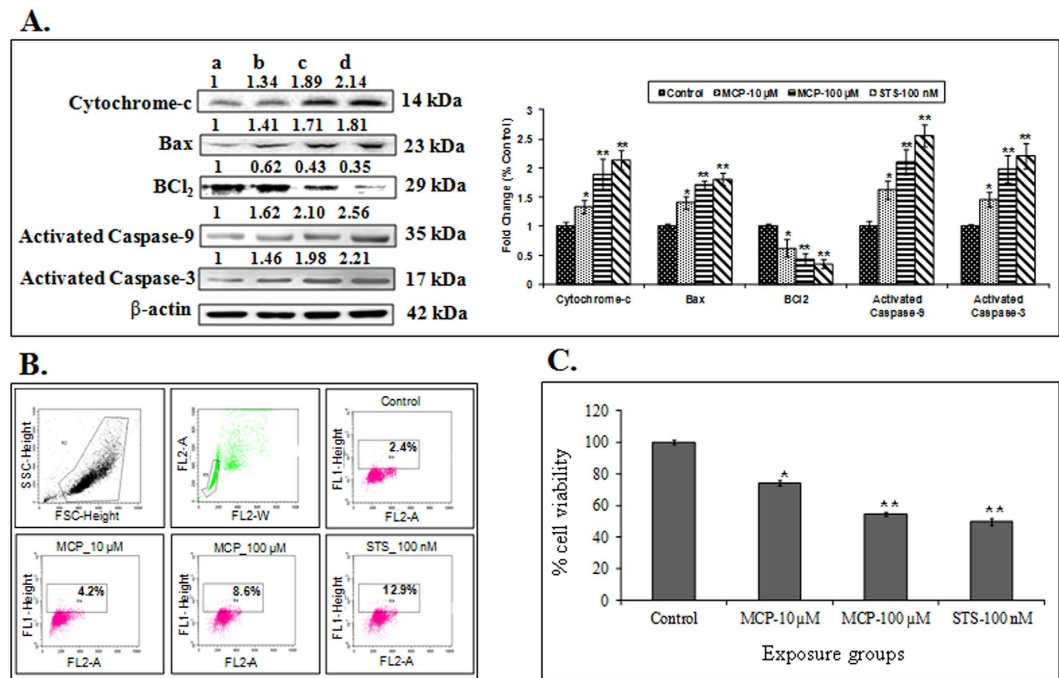 A.
a b c d
1 1.34 1.89 2.14
Cytochrome-c 14 kDa
1 1.41 1.71 1.81
Bax 23 kDa
1 0.62 0.43 0.35
BCl2 29 kDa
1 1.62 2.10 2.56
Activated Caspase-9 35 kDa
1 1.46 1.98 2.21
Activated Caspase-3 17 kDa
β-actin 42 kDa
Control MCP-10 µM MCP-100 µM STS-100 nM
Fold Change (% Control)
3
2.5
2
1.5
1
0.5
0
* ** **
* ** **
* ** **
* ** **
* ** **
Cytochrome-c Bax BCl2 Activated Caspase-9 Activated Caspase-3
B.
SSC-Height
FSC-Height
FL2-A
FL2-W
Control
2.4%
FL1-Height
FL2-A
MCP_10 µM
4.2%
FL1-Height
FL2-A
MCP_100 µM
8.6%
FL1-Height
FL2-A
STS_100 nM
12.9%
FL1-Height
FL2-A
C.
% cell viability
120
100
80
60
40
20
0
* ** **
Control MCP-10 µM MCP-100 µM STS-100 nM
Exposure groups